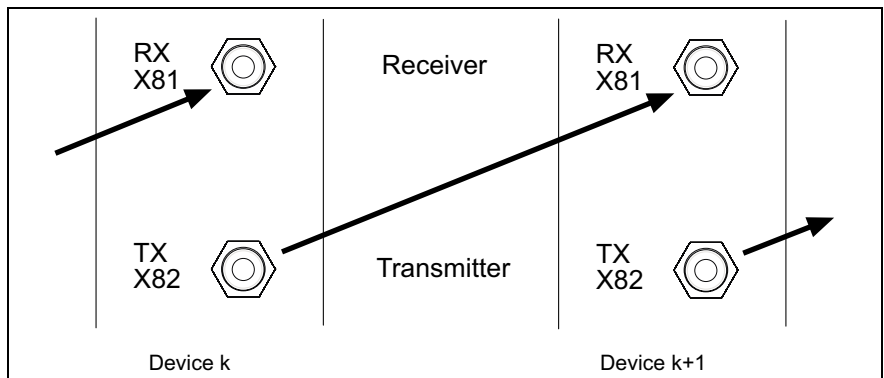 RX
X81
Receiver
RX
X81
TX
X82
Transmitter
TX
X82
Device k
Device k+1